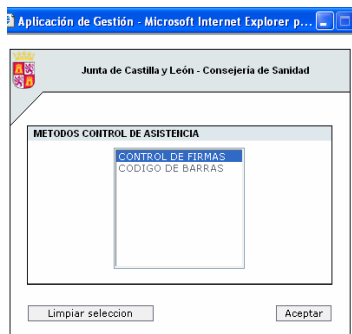 Aplicación de Gestión - Microsoft Internet Explorer p...
Junta de Castilla y León - Consejería de Sanidad
METODOS CONTROL DE ASISTENCIA
CONTROL DE FIRMAS
CODIGO DE BARRAS
Limpiar seleccion
Aceptar